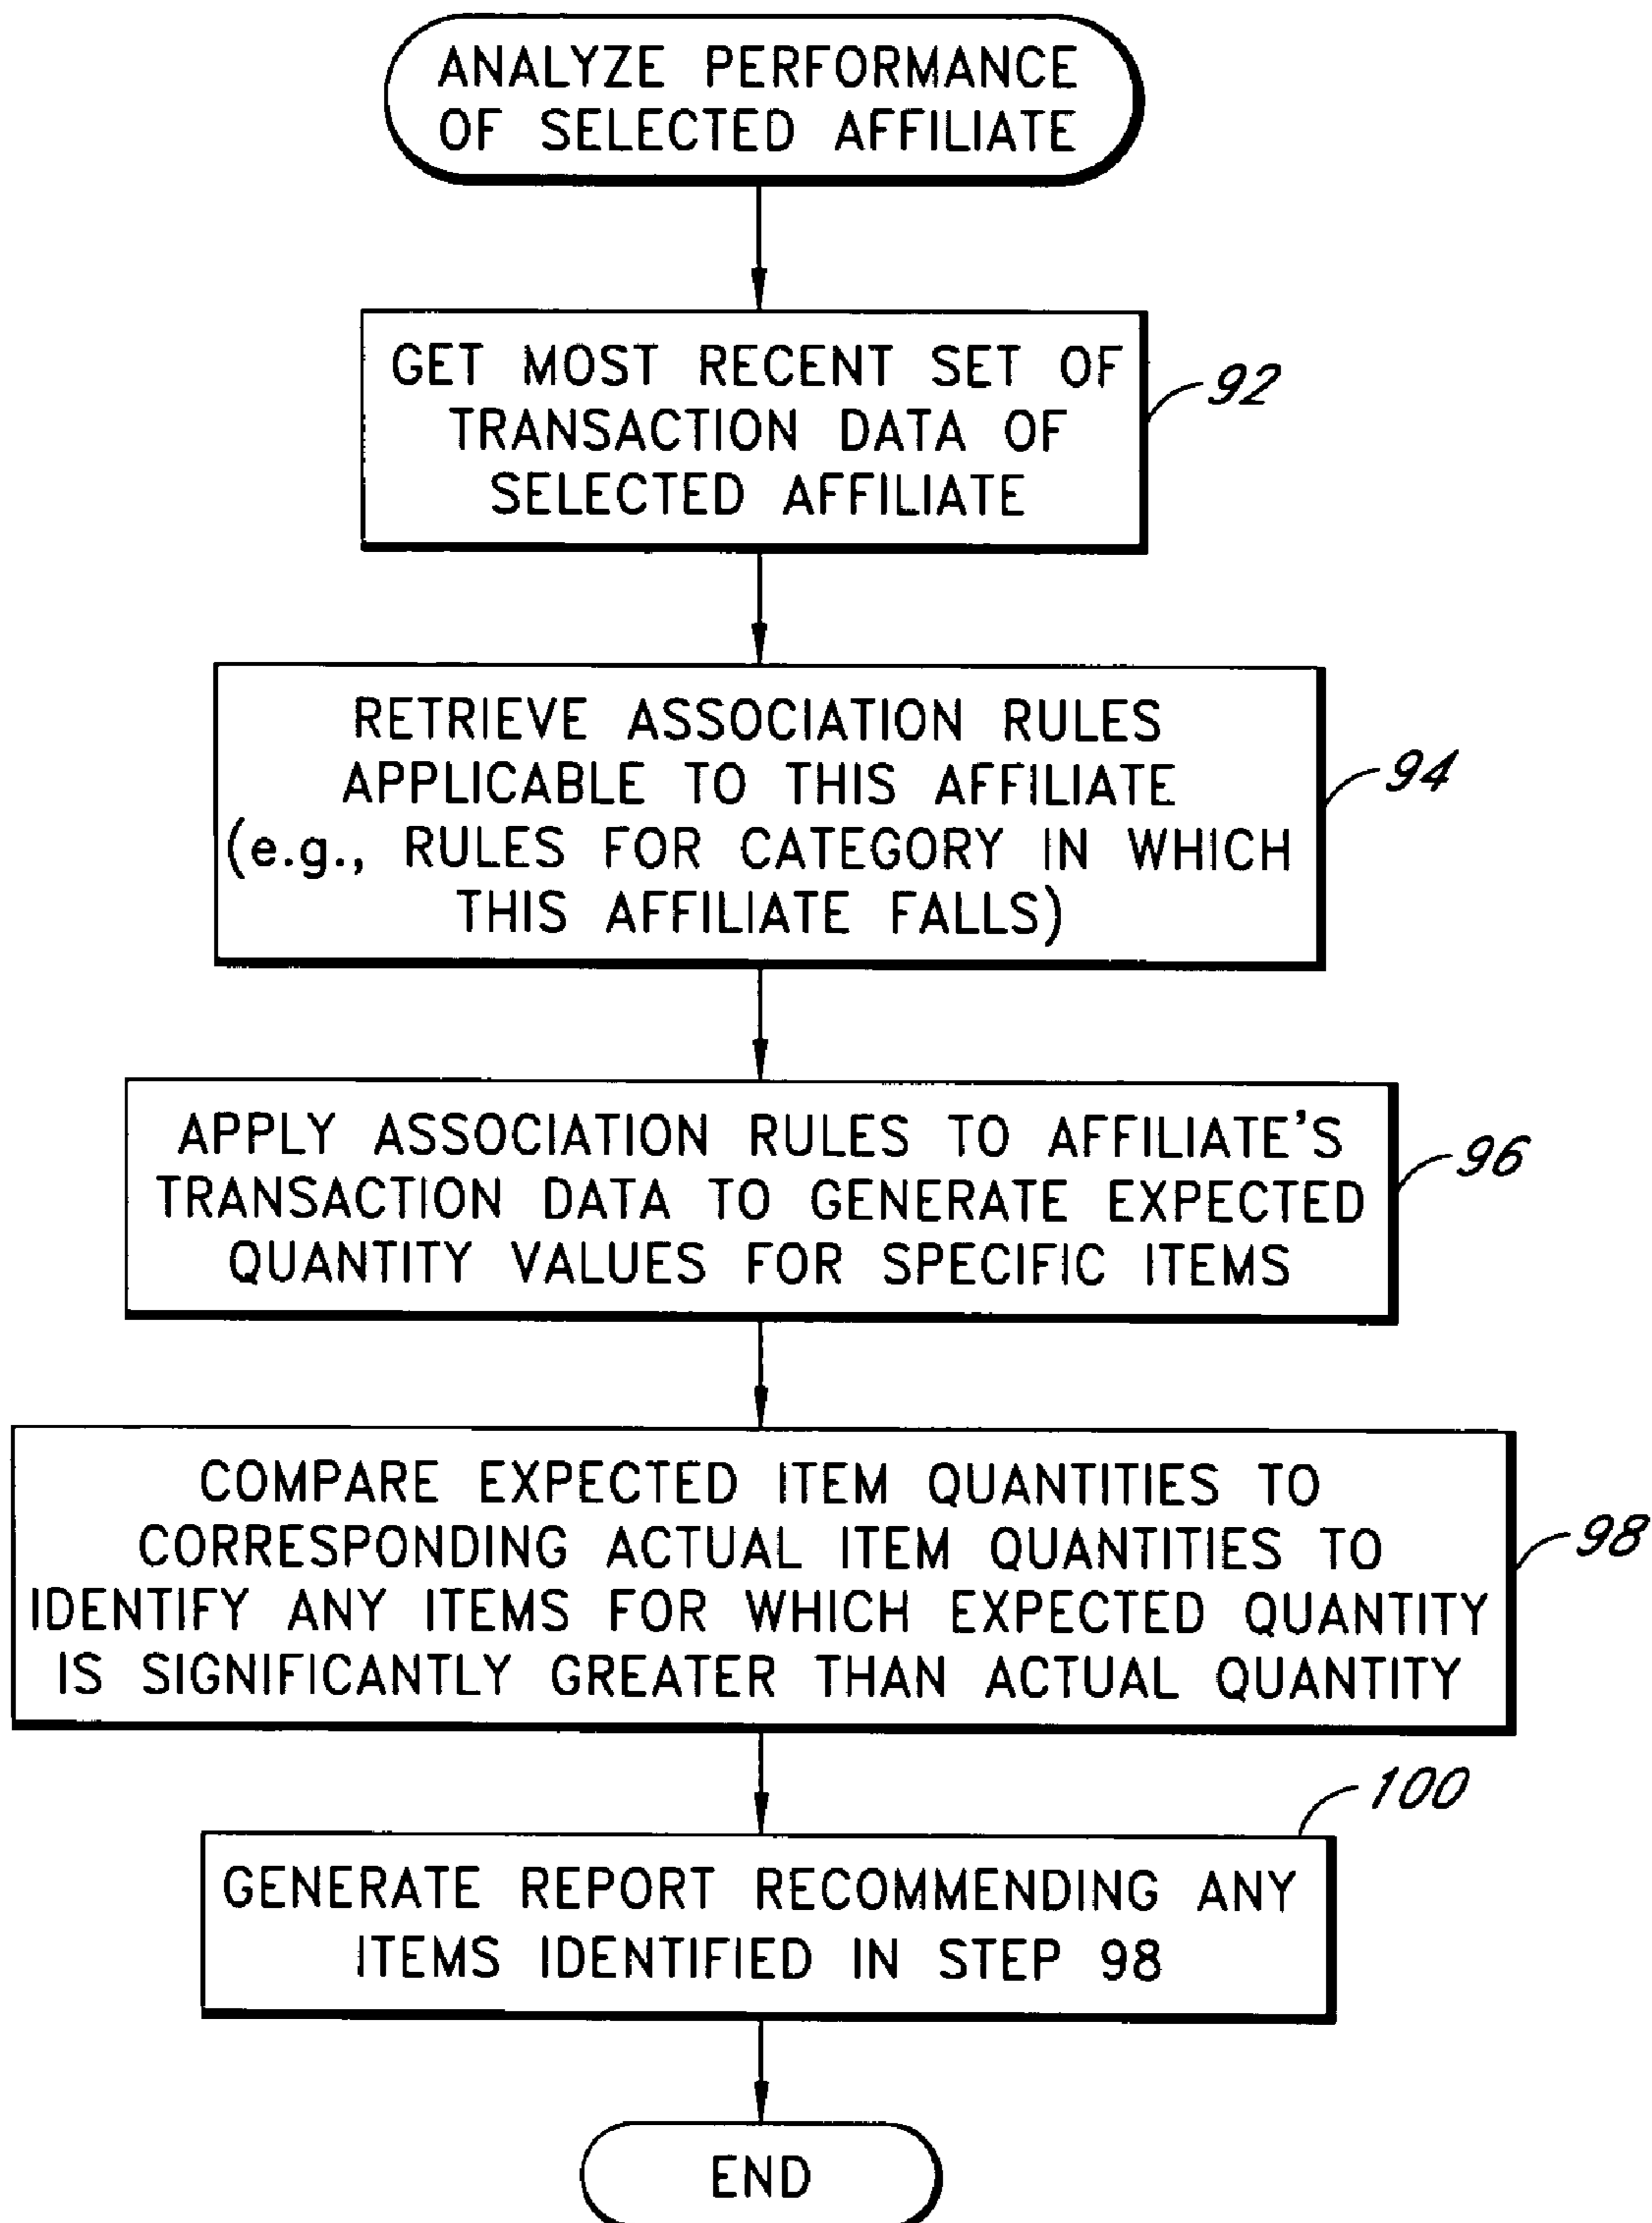 ANALYZE PERFORMANCE
OF SELECTED AFFILIATE
GET MOST RECENT SET OF
TRANSACTION DATA OF
SELECTED AFFILIATE
92
RETRIEVE ASSOCIATION RULES
APPLICABLE TO THIS AFFILIATE
(e.g., RULES FOR CATEGORY IN WHICH
THIS AFFILIATE FALLS)
94
APPLY ASSOCIATION RULES TO AFFILIATE'S
TRANSACTION DATA TO GENERATE EXPECTED
QUANTITY VALUES FOR SPECIFIC ITEMS
96
COMPARE EXPECTED ITEM QUANTITIES TO
CORRESPONDING ACTUAL ITEM QUANTITIES TO
IDENTIFY ANY ITEMS FOR WHICH EXPECTED QUANTITY
IS SIGNIFICANTLY GREATER THAN ACTUAL QUANTITY
98
100
GENERATE REPORT RECOMMENDING ANY
ITEMS IDENTIFIED IN STEP 98
END